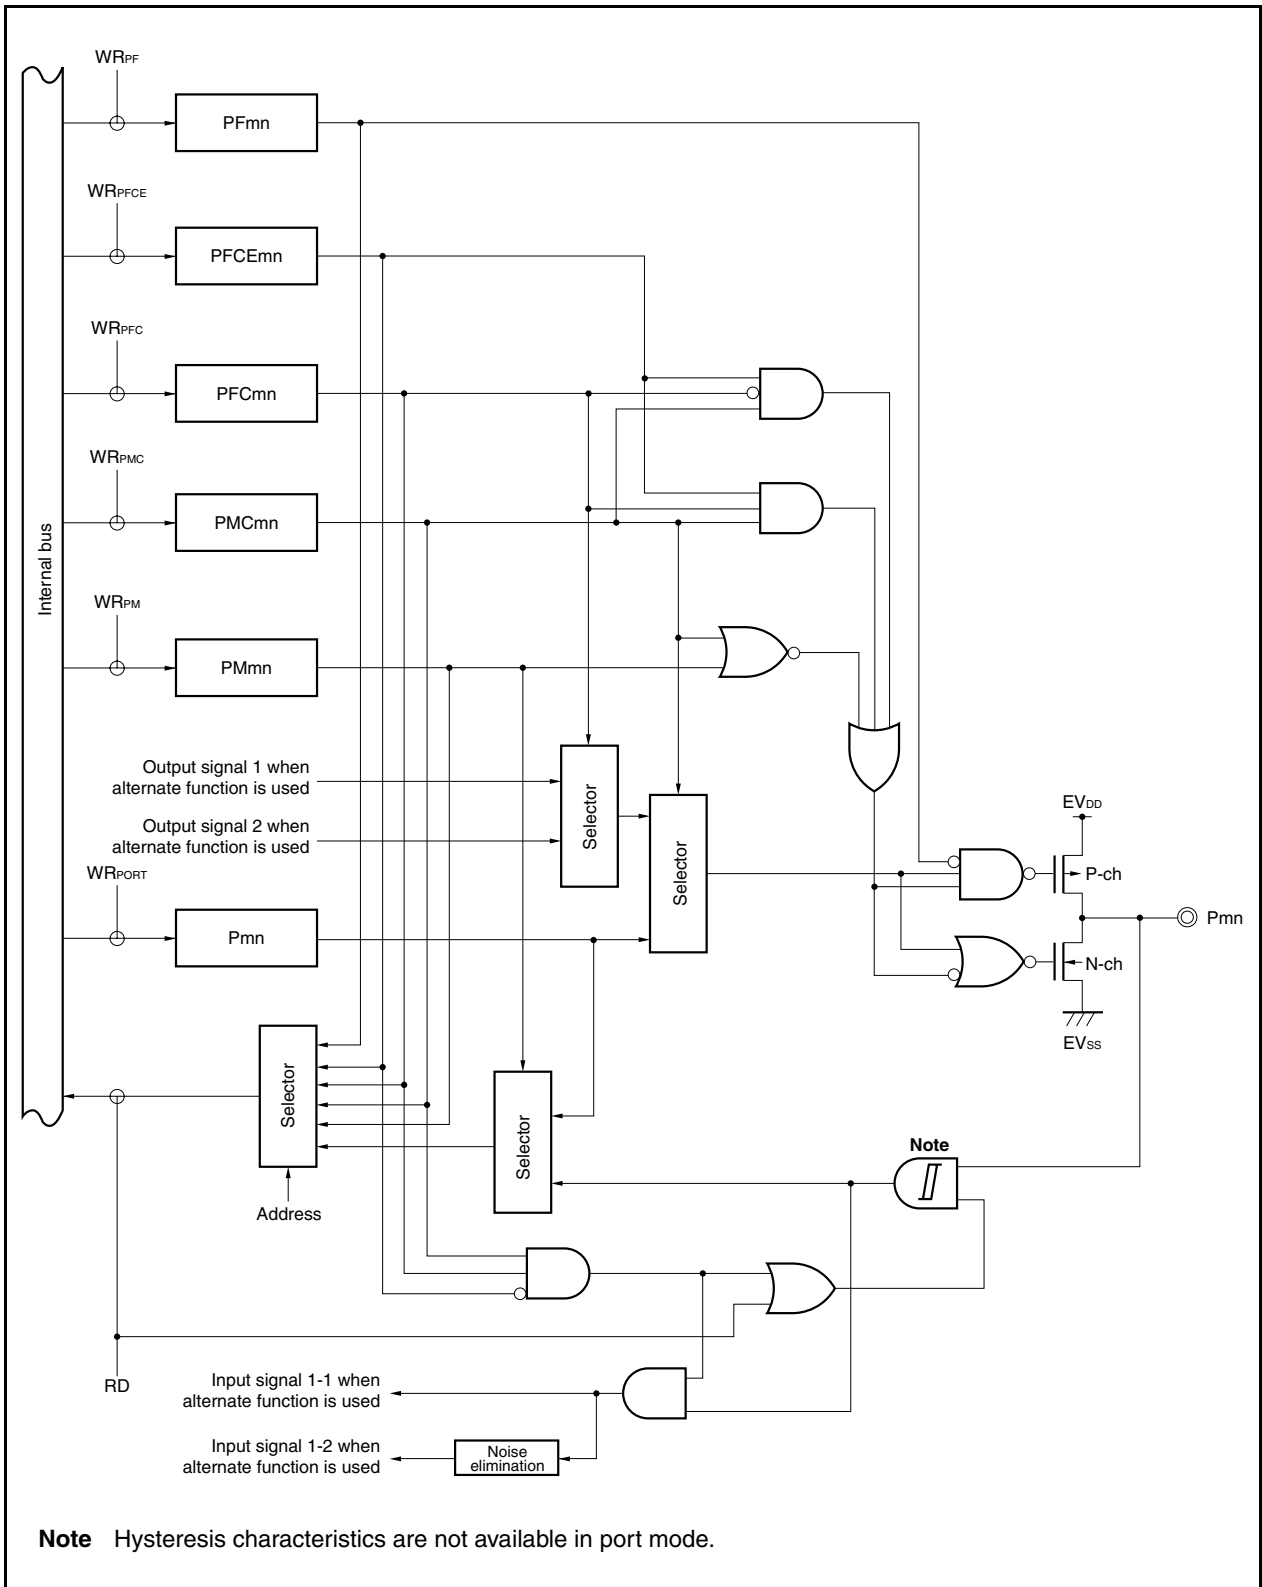 WRPF
PFmn
WRPFCE
PFCEmn
WRPFC
PFCmn
WRPMC
PMCmn
Internal bus
WRPM
PMmn
Output signal 1 when
alternate function is used
Output signal 2 when
alternate function is used
Selector
Selector
EVDD
P-ch
WRPORT
Pmn
Pmn
N-ch
EVSS
Selector
Selector
Note
Address
RD
Input signal 1-1 when
alternate function is used
Input signal 1-2 when
alternate function is used
Noise
elimination
Note Hysteresis characteristics are not available in port mode.